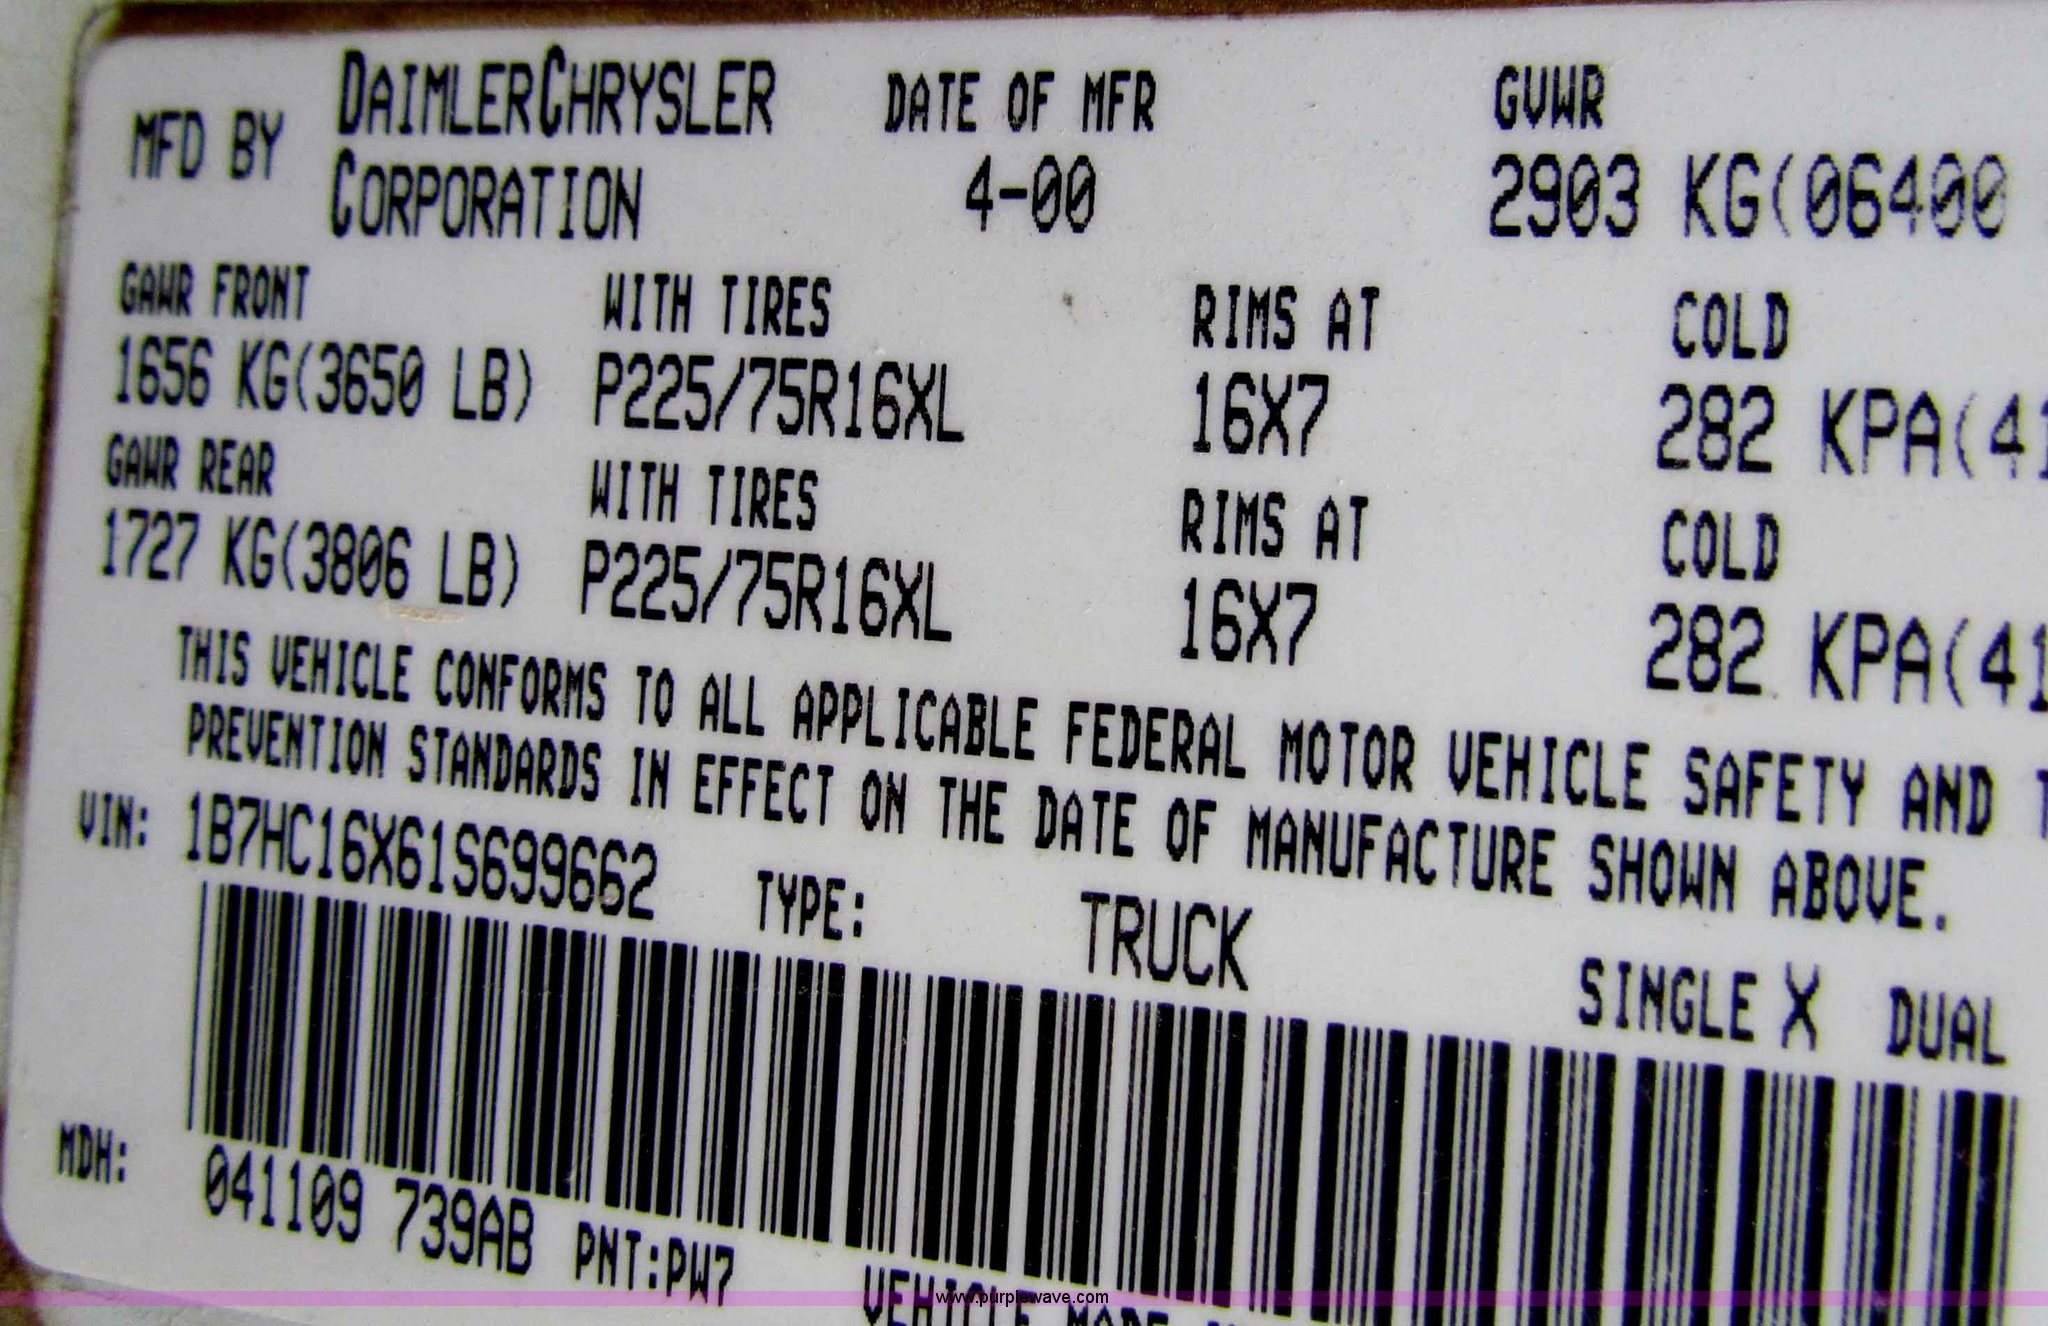 MFD BY DAIMLERCHRYSLER CORPORATION DATE OF MFR 4-00 GVWR 2903 KG(06400
GAWR FRONT WITH TIRES RIMS AT COLD
1656 KG(3650 LB) P225/75R16XL 16X7 282 KPA(41
GAWR REAR WITH TIRES RIMS AT COLD
1727 KG(3806 LB) P225/75R16XL 16X7 282 KPA(41
THIS VEHICLE CONFORMS TO ALL APPLICABLE FEDERAL MOTOR VEHICLE SAFETY AND
PREVENTION STANDARDS IN EFFECT ON THE DATE OF MANUFACTURE SHOWN ABOVE.
VIN: 1B7HC16X61S699662 TYPE: TRUCK SINGLE X DUAL
MDH: 041109 739AB PNT:PW7
VEHICLE MADE
www.purplewave.com